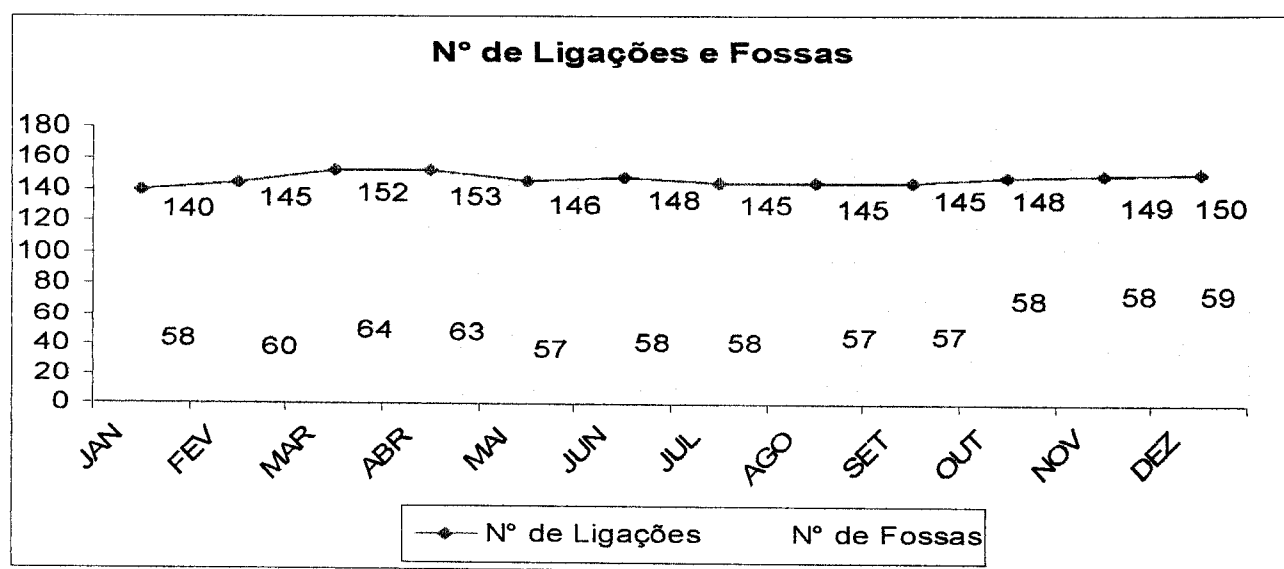 Nº de Ligações e Fossas
180
160
140
120
100
80
60
40
20
0
140 145 152 153 146 148 145 145 145 148 149 150
58 60 64 63 57 58 58 57 57 58 58 59
JAN FEV MAR ABR MAI JUN JUL AGO SET OUT NOV DEZ
Nº de Ligações Nº de Fossas